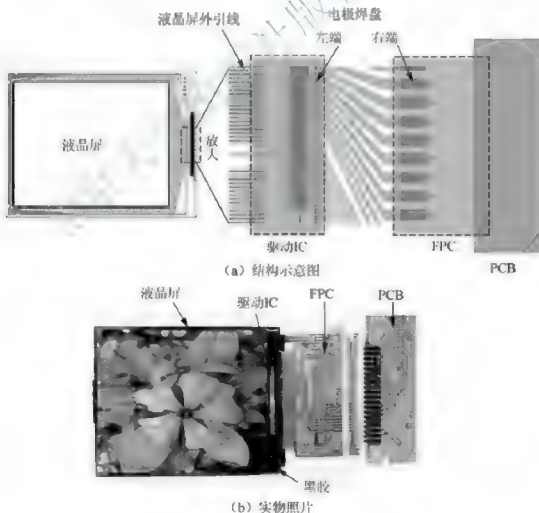 液晶屏外引线
电极焊盘
左端
右端
液晶屏
放大
驱动IC
FPC
PCB
(a) 结构示意图
液晶屏
驱动IC
FPC
PCB
黑胶
(b) 实物照片